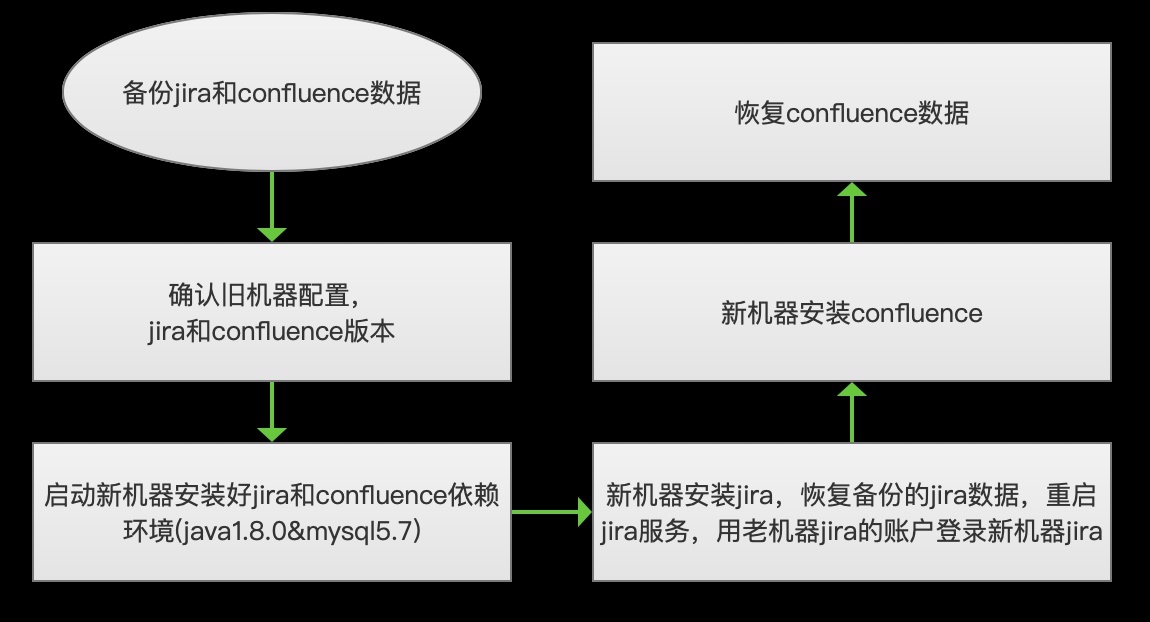 备份jira和confluence数据
确认旧机器配置，
jira和confluence版本
启动新机器安装好jira和confluence依赖
环境(java1.8.0&mysql5.7)
新机器安装jira，恢复备份的jira数据，重启
jira服务，用老机器jira的账户登录新机器jira
新机器安装confluence
恢复confluence数据